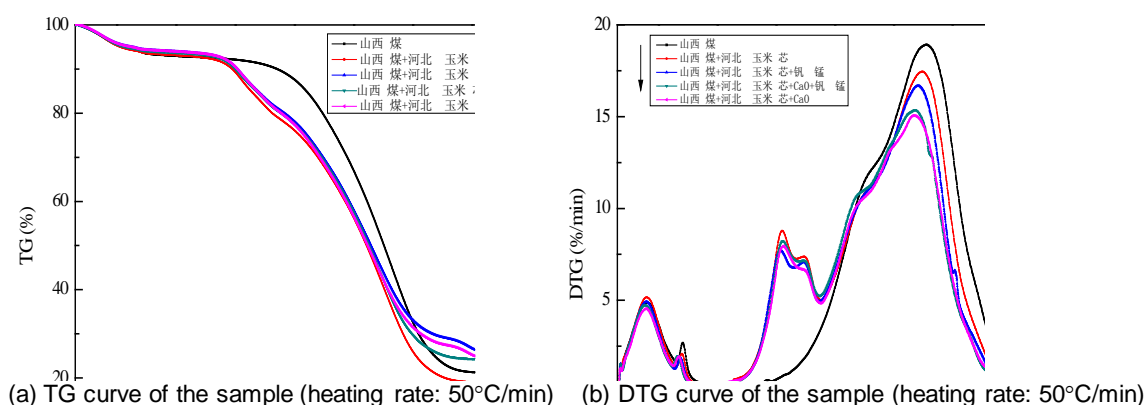 100
80
60
40
20
TG (%)
山西 煤
山西 煤+河北 玉米
山西 煤+河北 玉米
山西 煤+河北 玉米
山西 煤+河北 玉米
20
15
10
5
DTG (%/min)
山西 煤
山西 煤+河北 玉米 芯
山西 煤+河北 玉米 芯+钒 锰
山西 煤+河北 玉米 芯+CaO+钒 锰
山西 煤+河北 玉米 芯+CaO
(a) TG curve of the sample (heating rate: 50°C/min)
(b) DTG curve of the sample (heating rate: 50°C/min)